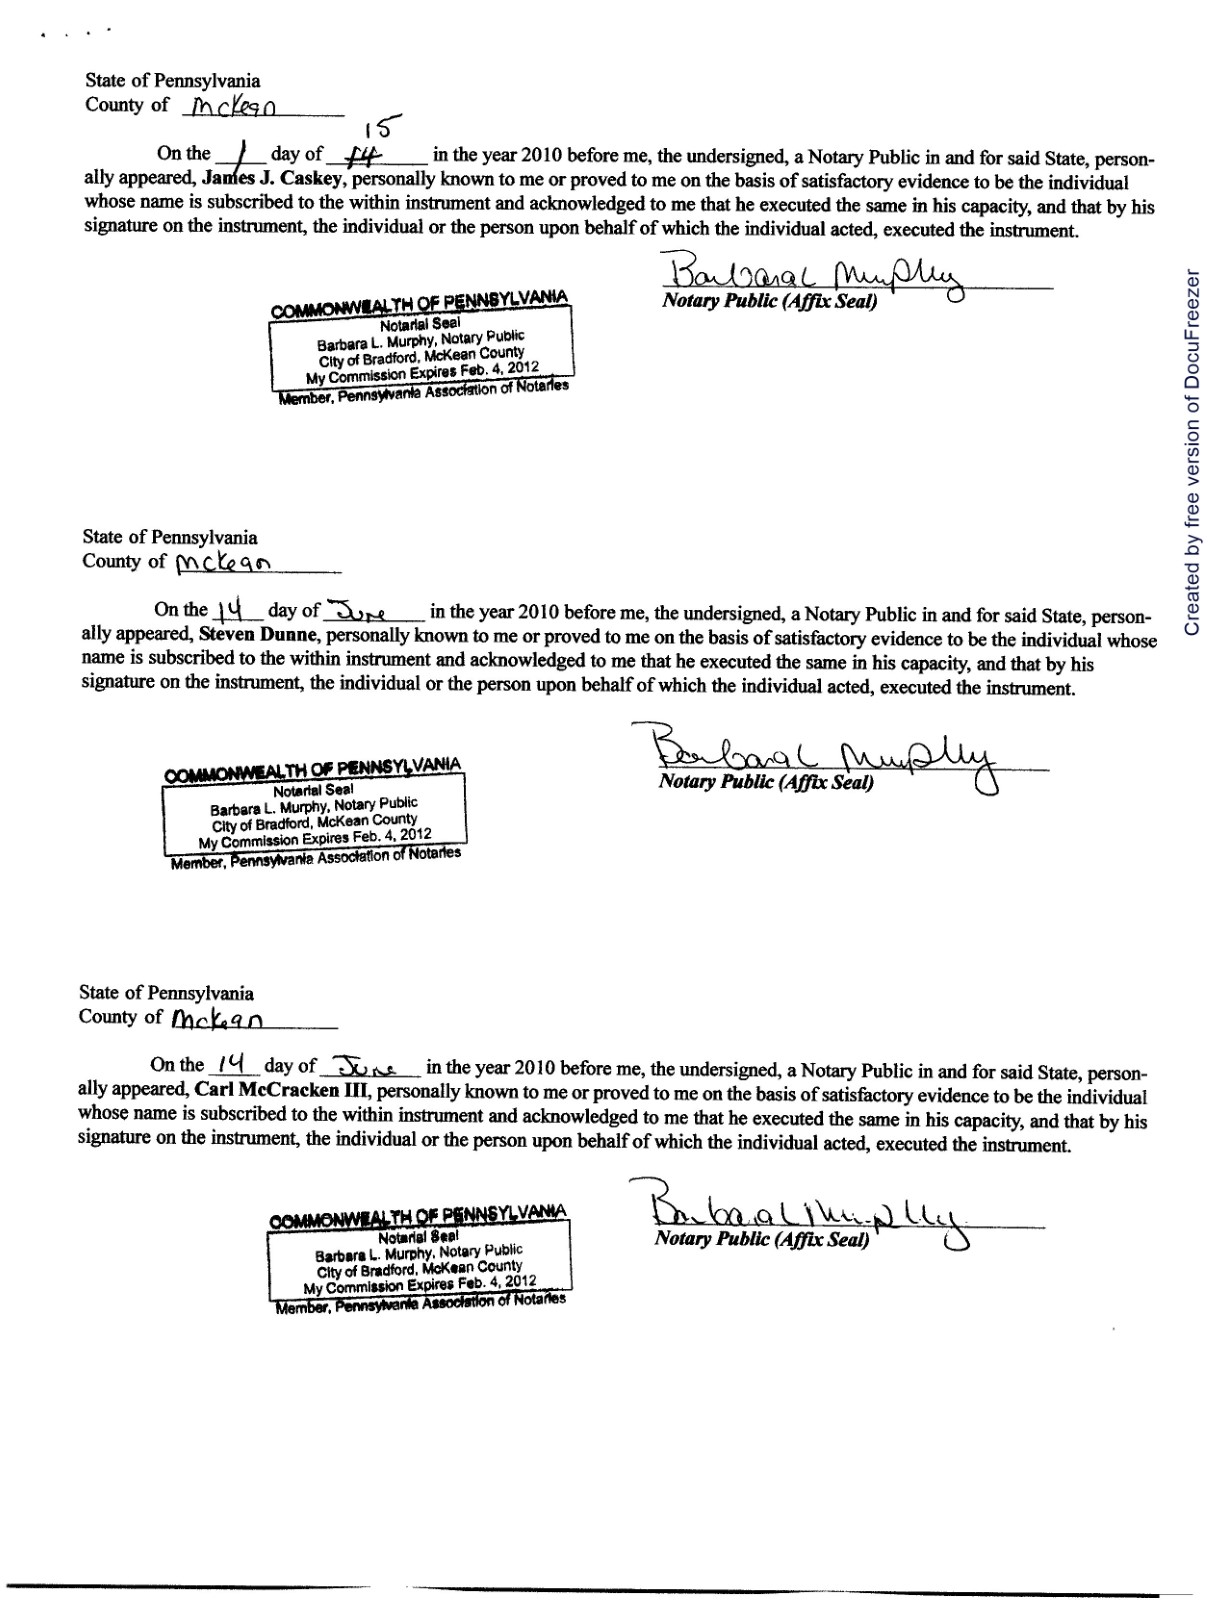 State of Pennsylvania
County of McKean
15
On the 1 day of 14 in the year 2010 before me, the undersigned, a Notary Public in and for said State, person-
ally appeared, James J. Caskey, personally known to me or proved to me on the basis of satisfactory evidence to be the individual
whose name is subscribed to the within instrument and acknowledged to me that he executed the same in his capacity, and that by his
signature on the instrument, the individual or the person upon behalf of which the individual acted, executed the instrument.
Barbara L Murphy
Notary Public (Affix Seal)
COMMONWEALTH OF PENNSYLVANIA
Notarial Seal
Barbara L. Murphy, Notary Public
City of Bradford, McKean County
My Commission Expires Feb. 4, 2012
Member, Pennsylvania Association of Notaries
State of Pennsylvania
County of McKean
On the 14 day of June in the year 2010 before me, the undersigned, a Notary Public in and for said State, person-
ally appeared, Steven Dunne, personally known to me or proved to me on the basis of satisfactory evidence to be the individual whose
name is subscribed to the within instrument and acknowledged to me that he executed the same in his capacity, and that by his
signature on the instrument, the individual or the person upon behalf of which the individual acted, executed the instrument.
Barbara L Murphy
Notary Public (Affix Seal)
COMMONWEALTH OF PENNSYLVANIA
Notarial Seal
Barbara L. Murphy, Notary Public
City of Bradford, McKean County
My Commission Expires Feb. 4, 2012
Member, Pennsylvania Association of Notaries
State of Pennsylvania
County of McKean
On the 14 day of June in the year 2010 before me, the undersigned, a Notary Public in and for said State, person-
ally appeared, Carl McCracken III, personally known to me or proved to me on the basis of satisfactory evidence to be the individual
whose name is subscribed to the within instrument and acknowledged to me that he executed the same in his capacity, and that by his
signature on the instrument, the individual or the person upon behalf of which the individual acted, executed the instrument.
Barbara L Murphy
Notary Public (Affix Seal)
COMMONWEALTH OF PENNSYLVANIA
Notarial Seal
Barbara L. Murphy, Notary Public
City of Bradford, McKean County
My Commission Expires Feb. 4, 2012
Member, Pennsylvania Association of Notaries
Created by free version of DocuFreezer